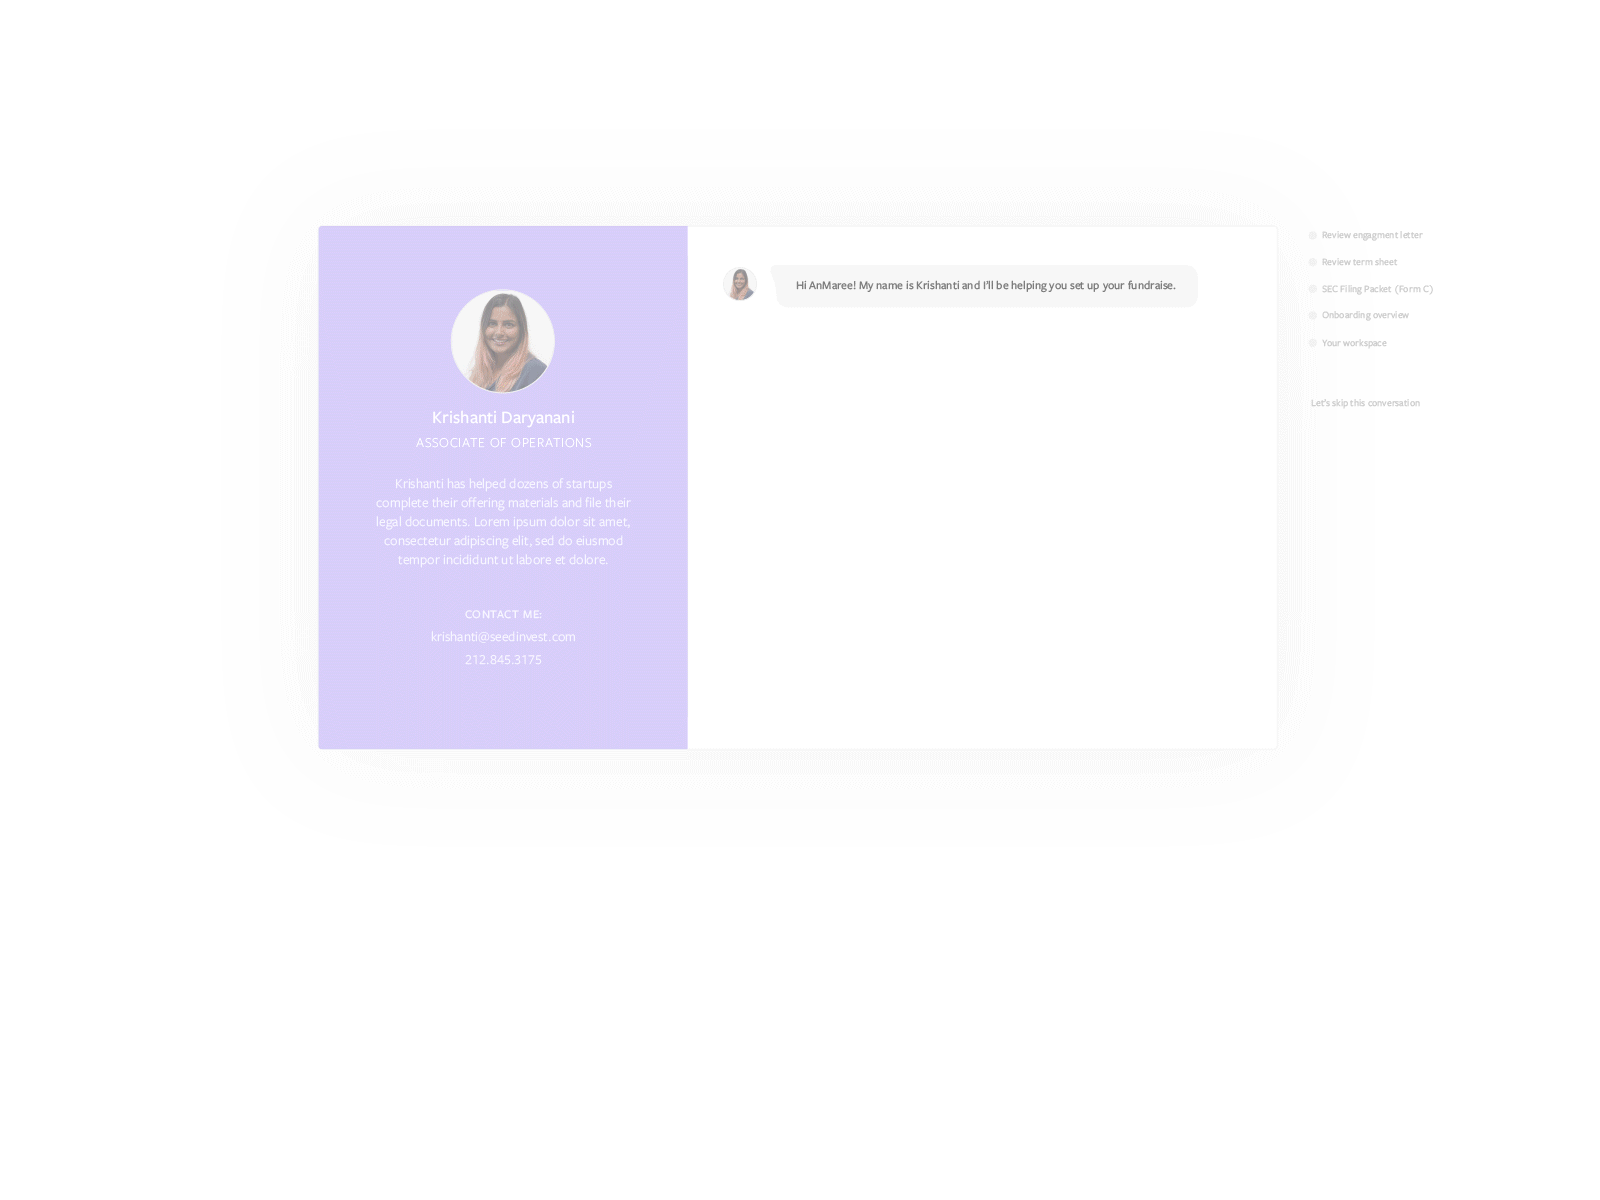 Krishanti Daryanani
ASSOCIATE OF OPERATIONS
Krishanti has helped dozens of startups
complete their offering materials and file their
legal documents. Lorem ipsum dolor sit amet,
consectetur adipiscing elit, sed do eiusmod
tempor incididunt ut labore et dolore.
CONTACT ME:
krishanti@seedinvest.com
212.845.3175
Hi AnMaree! My name is Krishanti and I'll be helping you set up your fundraise.
Review engagment letter
Review term sheet
SEC Filing Packet (Form C)
Onboarding overview
Your workspace
Let's skip this conversation